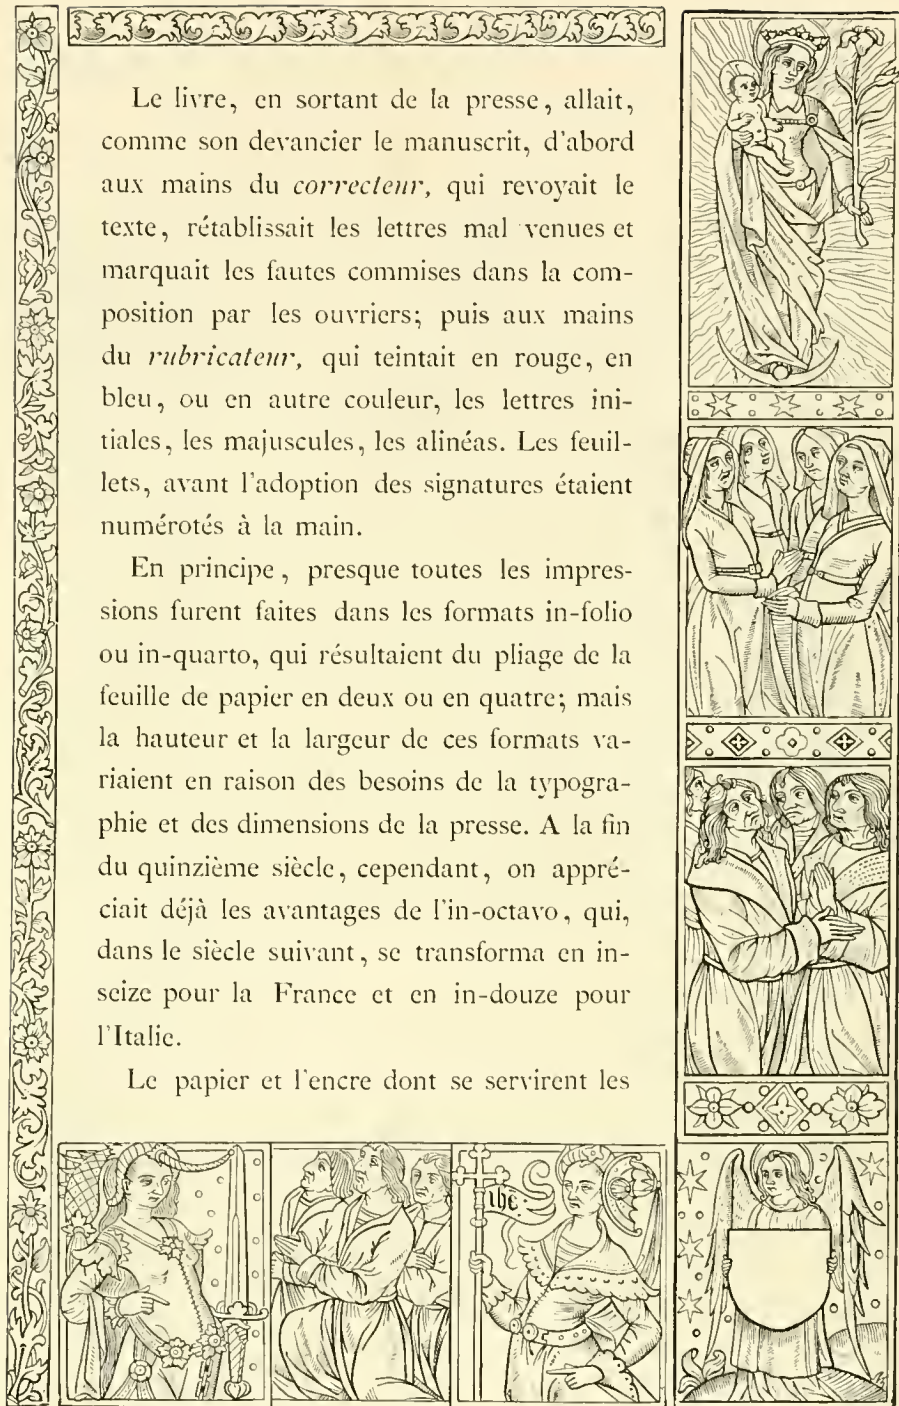 Le livre, en sortant de la presse, allait,
comme son devancier le manuscrit, d'abord
aux mains du correcteur, qui revoyait le
texte, rétablissait les lettres mal venues et
marquait les fautes commises dans la com-
position par les ouvriers; puis aux mains
du rubricateur, qui teintait en rouge, en
bleu, ou en autre couleur, les lettres ini-
tiales, les majuscules, les alinéas. Les feuil-
lets, avant l'adoption des signatures étaient
numérotés à la main.
En principe, presque toutes les impres-
sions furent faites dans les formats in-folio
ou in-quarto, qui résultaient du pliage de la
feuille de papier en deux ou en quatre; mais
la hauteur et la largeur de ces formats va-
riaient en raison des besoins de la typogra-
phie et des dimensions de la presse. A la fin
du quinzième siècle, cependant, on appré-
ciait déjà les avantages de l'in-octavo, qui,
dans le siècle suivant, se transforma en in-
seize pour la France et en in-douze pour
l'Italie.
Le papier et l'encre dont se servirent les
ihe